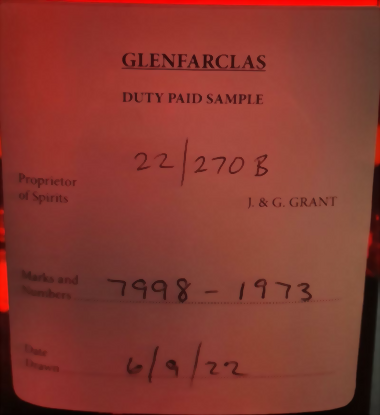 GLENFARCLAS
DUTY PAID SAMPLE
22/270B
Proprietor
of Spirits
J. & G. GRANT
Marks and
Numbers
7998-1973
Date
Drawn
6/9/22